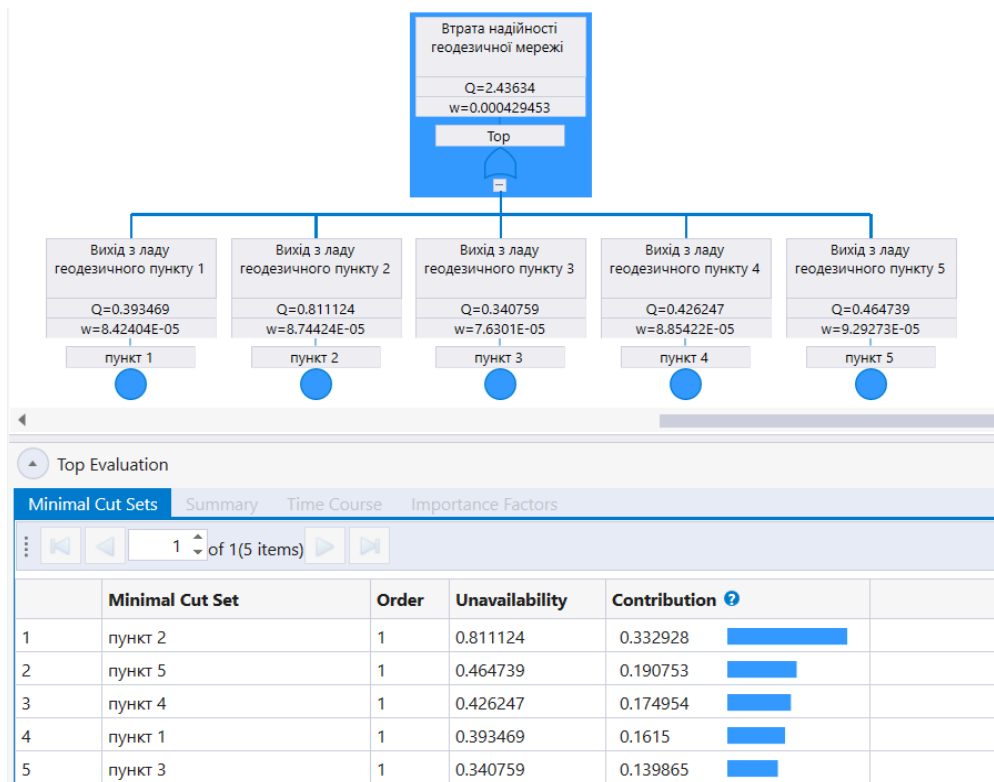 Втрата надійності
геодезичної мережі
Q=2.43634
w=0.000429453
Top
Вихід з ладу
геодезичного пункту 1
Q=0.393469
w=8.42404E-05
пункт 1
Вихід з ладу
геодезичного пункту 2
Q=0.811124
w=8.74424E-05
пункт 2
Вихід з ладу
геодезичного пункту 3
Q=0.340759
w=7.6301E-05
пункт 3
Вихід з ладу
геодезичного пункту 4
Q=0.426247
w=8.85422E-05
пункт 4
Вихід з ладу
геодезичного пункту 5
Q=0.464739
w=9.29273E-05
пункт 5
Top Evaluation
Minimal Cut Sets Summary Time Course Importance Factors
1 of 1(5 items)
Minimal Cut Set Order Unavailability Contribution ?
1 пункт 2 1 0.811124 0.332928
2 пункт 5 1 0.464739 0.190753
3 пункт 4 1 0.426247 0.174954
4 пункт 1 1 0.393469 0.1615
5 пункт 3 1 0.340759 0.139865